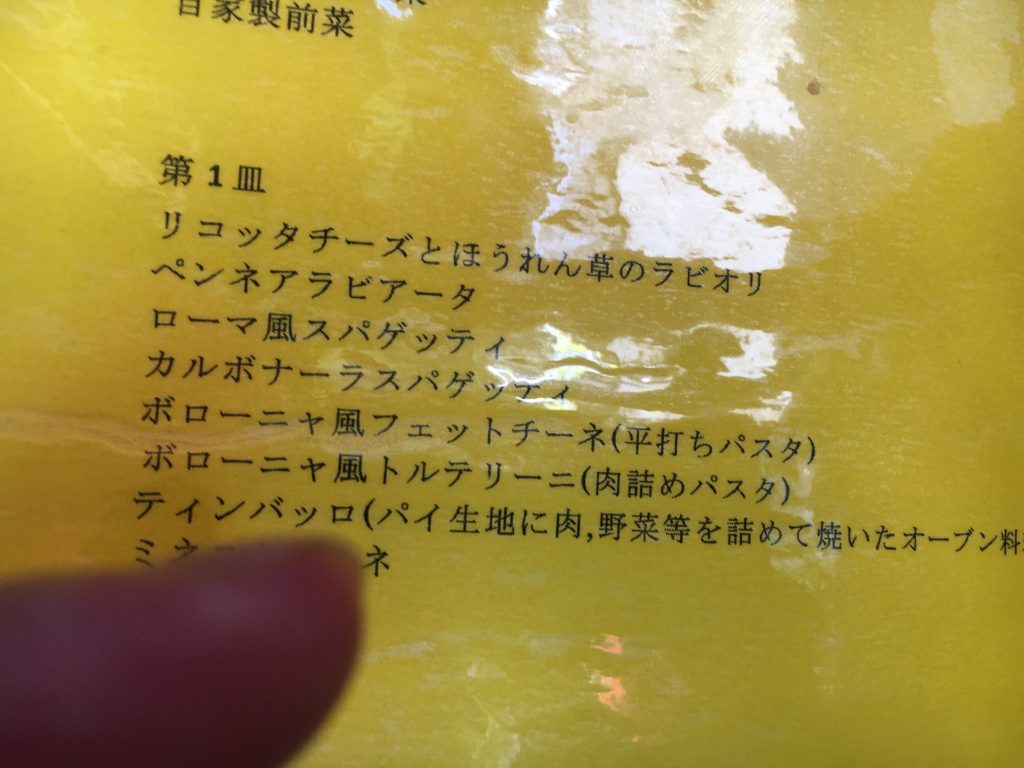 自家製前菜
第1皿
リコッタチーズとほうれん草のラビオリ
ペンネアラビアータ
ローマ風スパゲッティ
カルボナーラスパゲッティ
ボローニャ風フェットチーネ(平打ちパスタ)
ボローニャ風トルテリーニ(肉詰めパスタ)
ティンバッロ(パイ生地に肉,野菜等を詰めて焼いたオーブン料
ミネ ネ